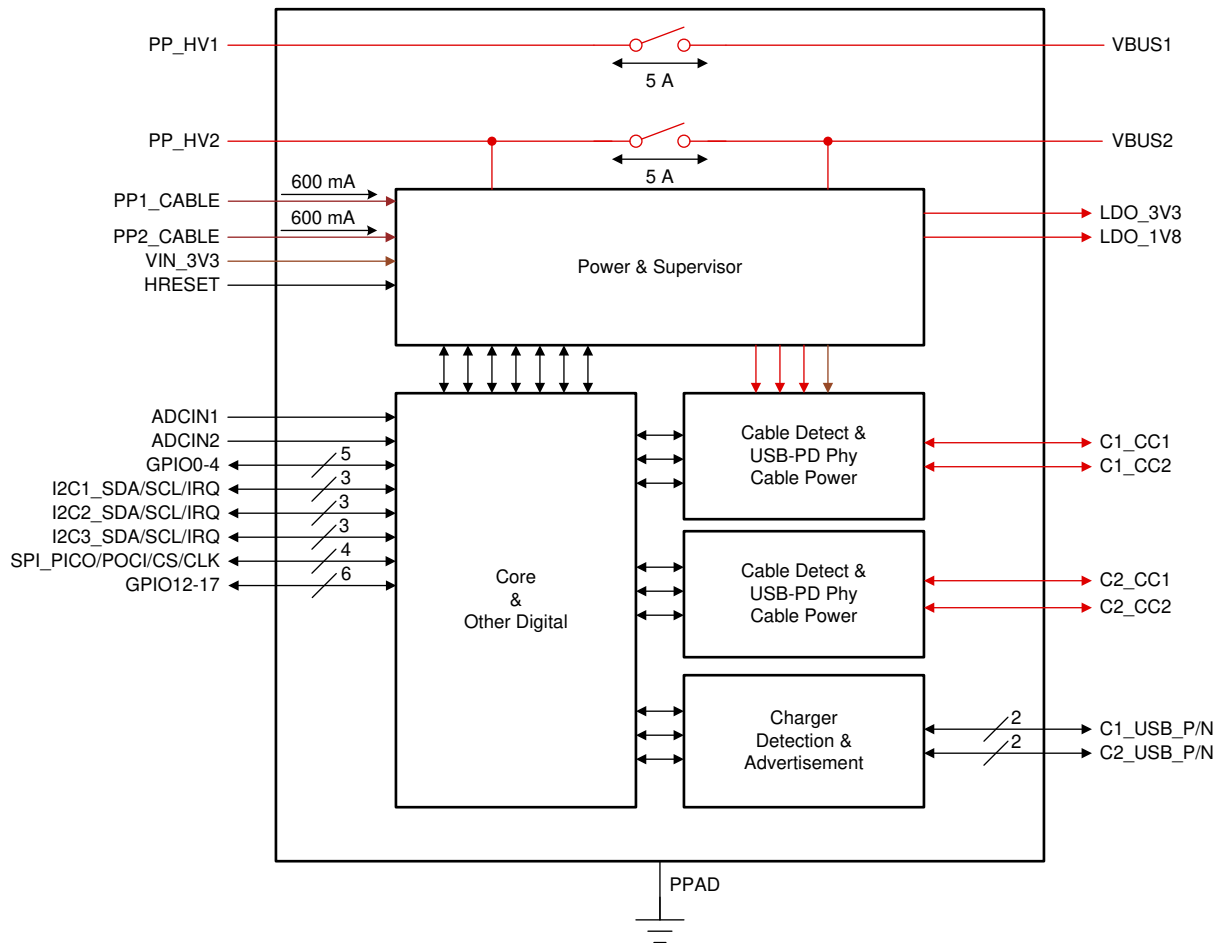 PP_HV1
VBUS1
5 A
PP_HV2
VBUS2
5 A
600 mA
PP1_CABLE
600 mA
PP2_CABLE
VIN_3V3
HRESET
Power & Supervisor
LDO_3V3
LDO_1V8
ADCIN1
ADCIN2
GPIO0-4
5
I2C1_SDA/SCL/IRQ
3
I2C2_SDA/SCL/IRQ
3
I2C3_SDA/SCL/IRQ
3
SPI_PICO/POCI/CS/CLK
4
GPIO12-17
6
Core
&
Other Digital
Cable Detect &
USB-PD Phy
Cable Power
C1_CC1
C1_CC2
Cable Detect &
USB-PD Phy
Cable Power
C2_CC1
C2_CC2
Charger
Detection &
Advertisement
2
C1_USB_P/N
2
C2_USB_P/N
PPAD